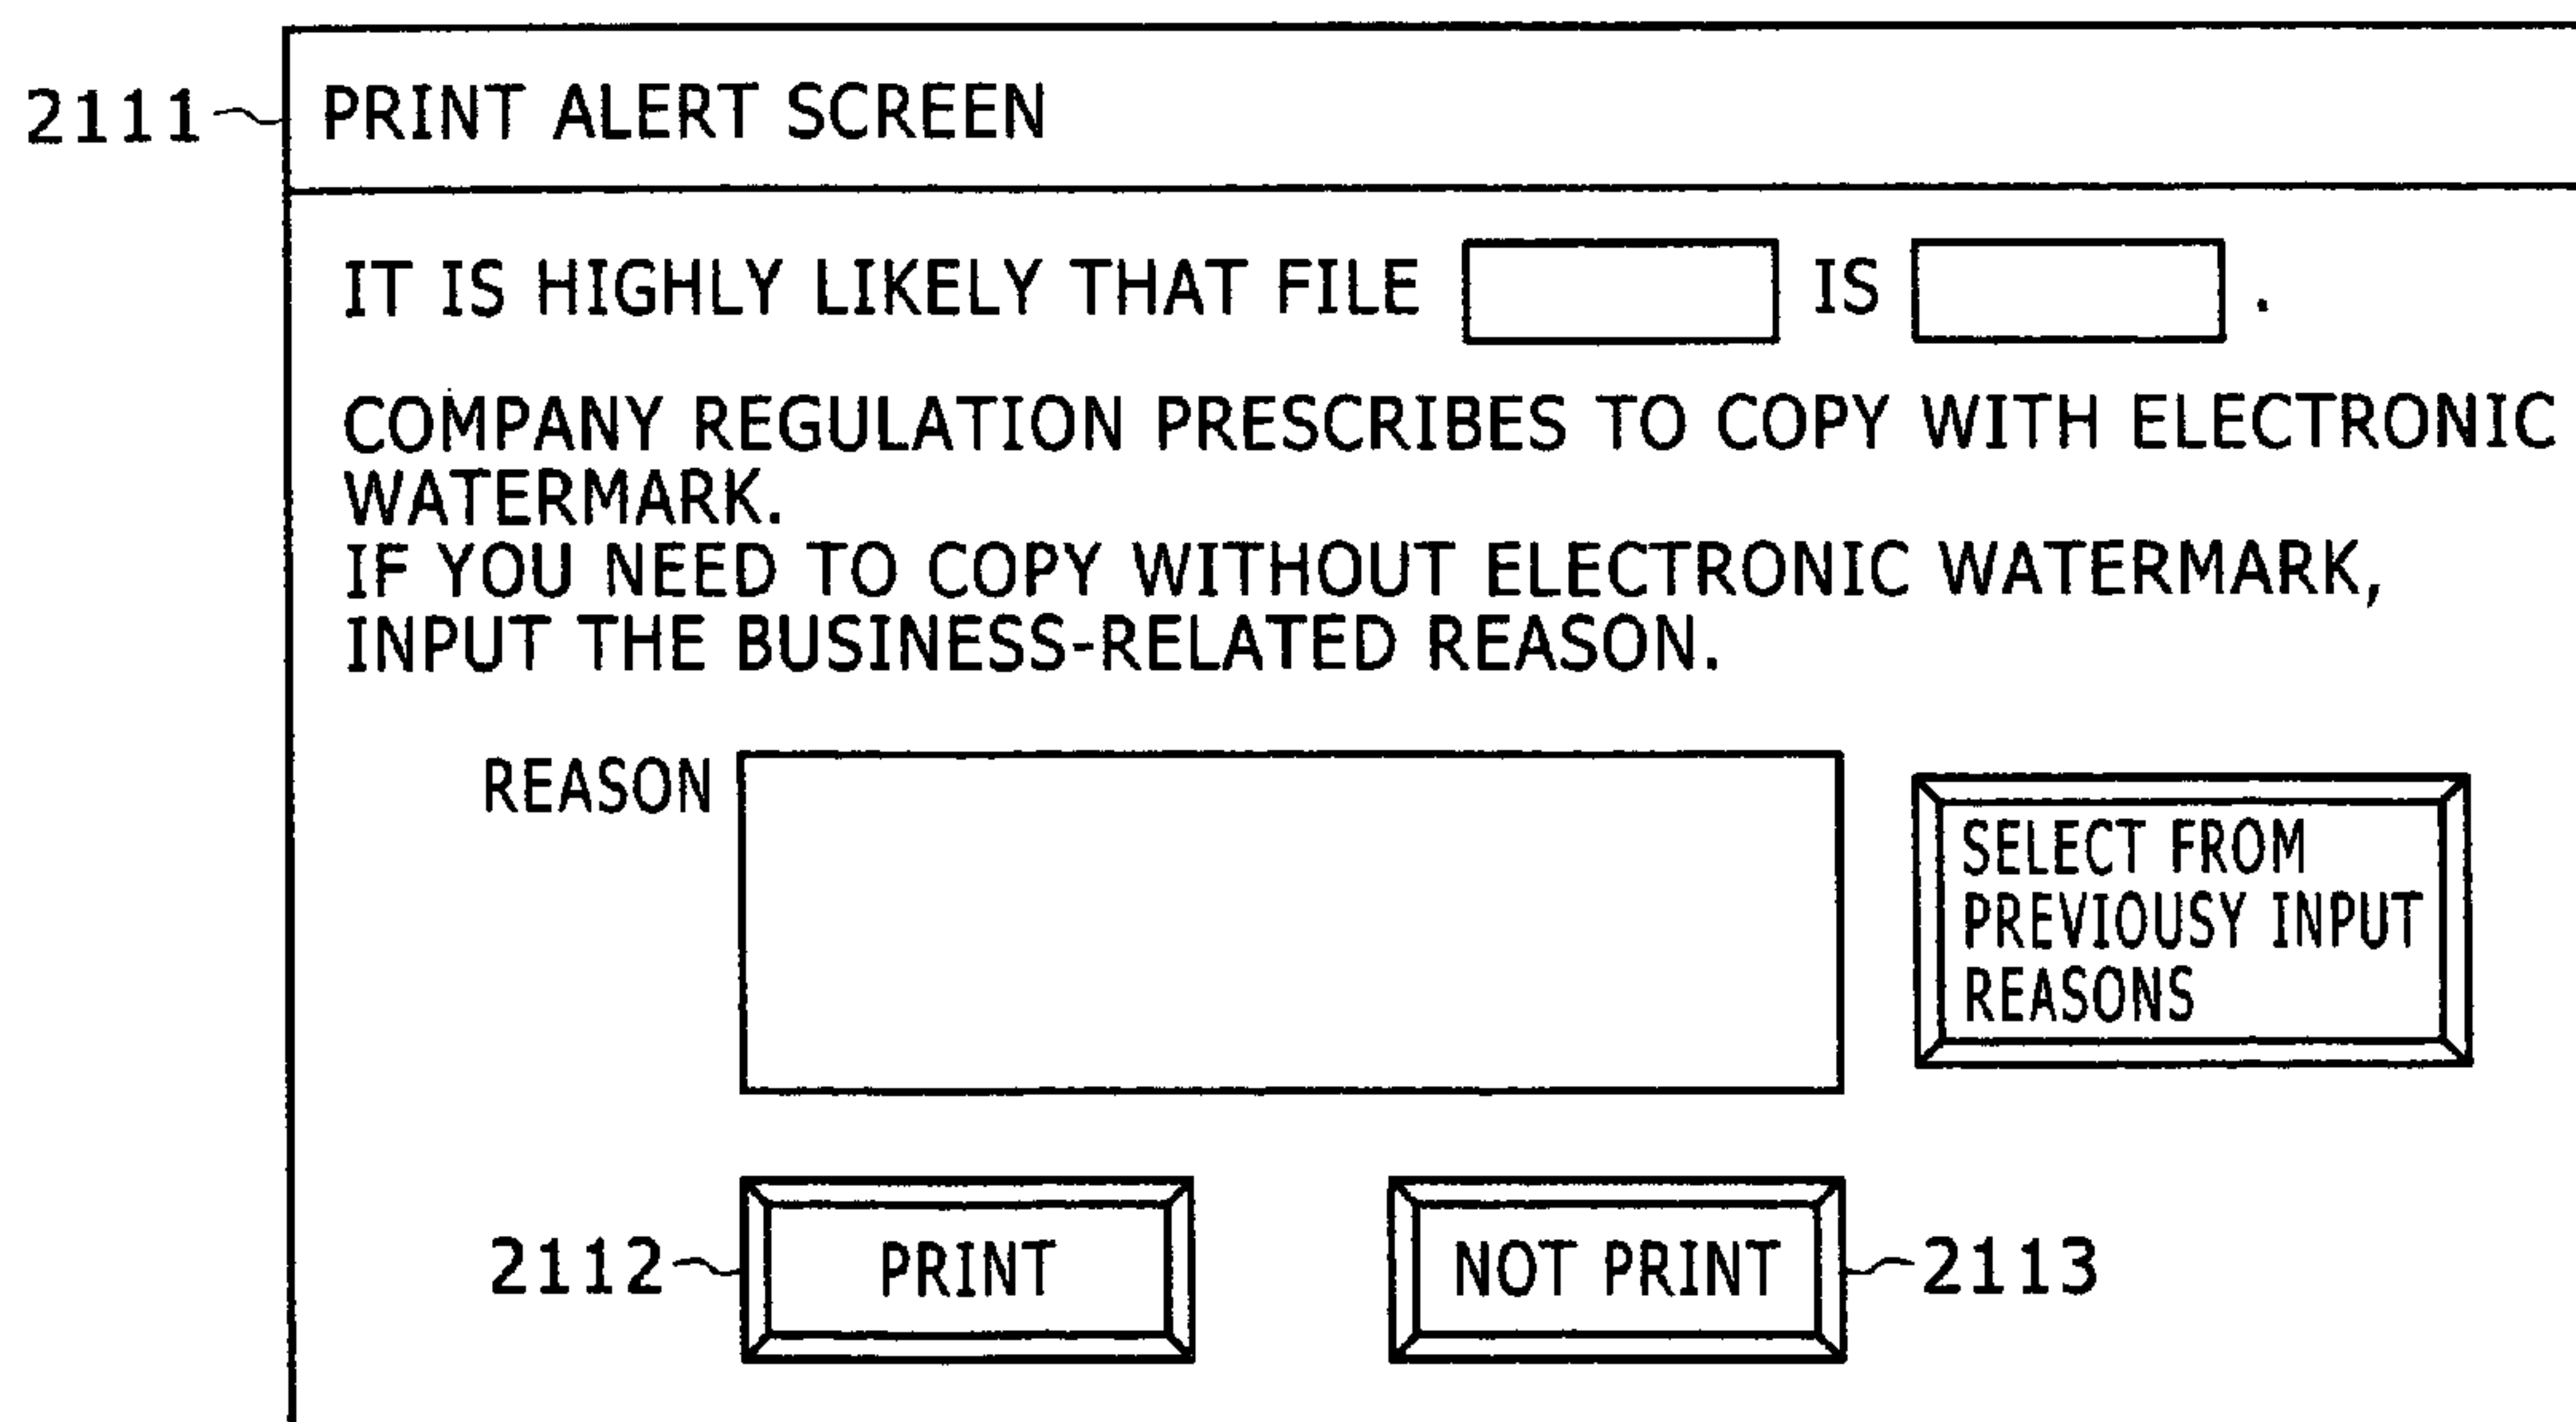 2111 PRINT ALERT SCREEN
IT IS HIGHLY LIKELY THAT FILE IS .
COMPANY REGULATION PRESCRIBES TO COPY WITH ELECTRONIC
WATERMARK.
IF YOU NEED TO COPY WITHOUT ELECTRONIC WATERMARK,
INPUT THE BUSINESS-RELATED REASON.
REASON
SELECT FROM
PREVIOUSY INPUT
REASONS
2112 PRINT NOT PRINT 2113